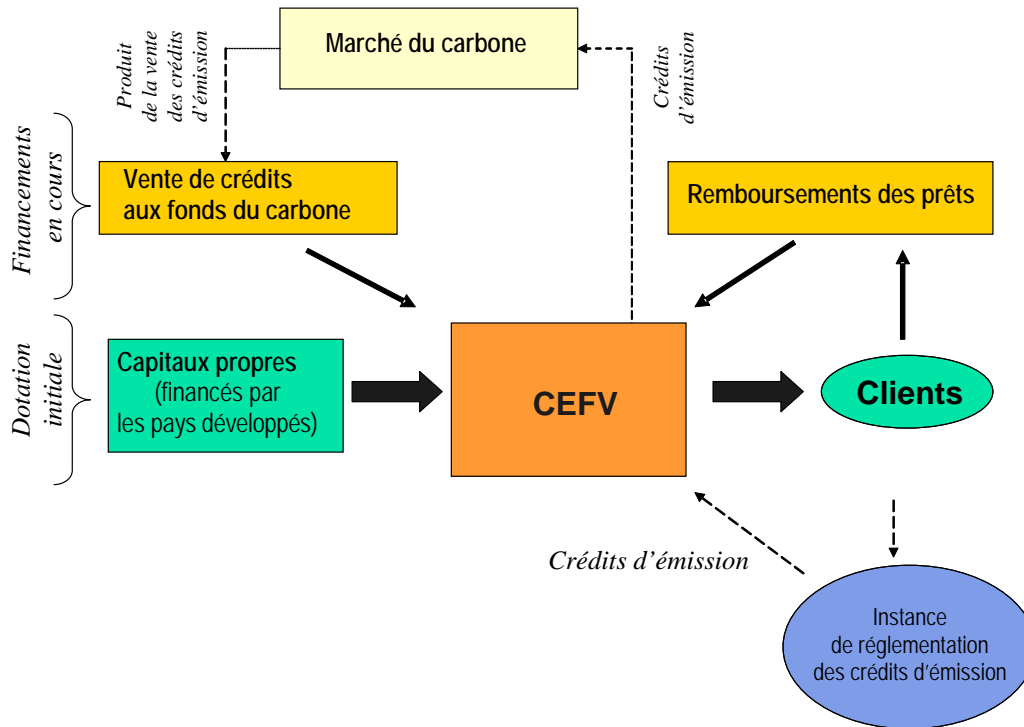 Marché du carbone
Produit
de la vente
des crédits
d'émission
Crédits
d'émission
Financements
en cours
Vente de crédits
aux fonds du carbone
Remboursements des prêts
Dotation
initiale
Capitaux propres
(financés par
les pays développés)
CEFV
Clients
Crédits d'émission
Instance
de réglementation
des crédits d'émission